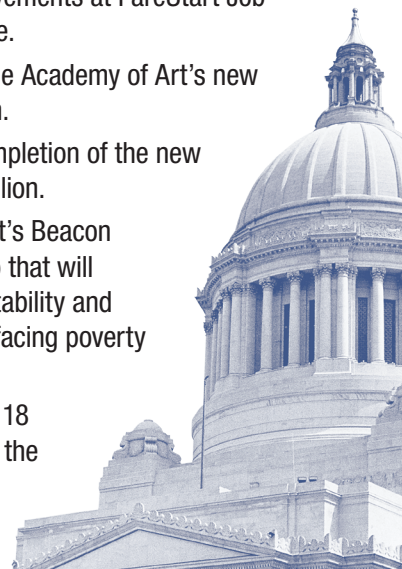 vements at FareStart Job
e.
e Academy of Art's new
.
mpletion of the new
lion.
t's Beacon
that will
tability and
facing poverty
18
the